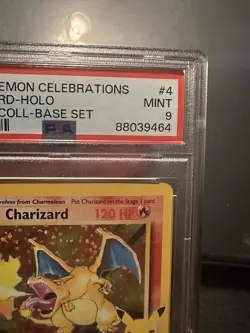 EMON CELEBRATIONS #4
RD-HOLO MINT
COLL-BASE SET 9
PSA 88039464
volves from Charmeleon Put Charizard on the Stage 1 card
Charizard 120 HP